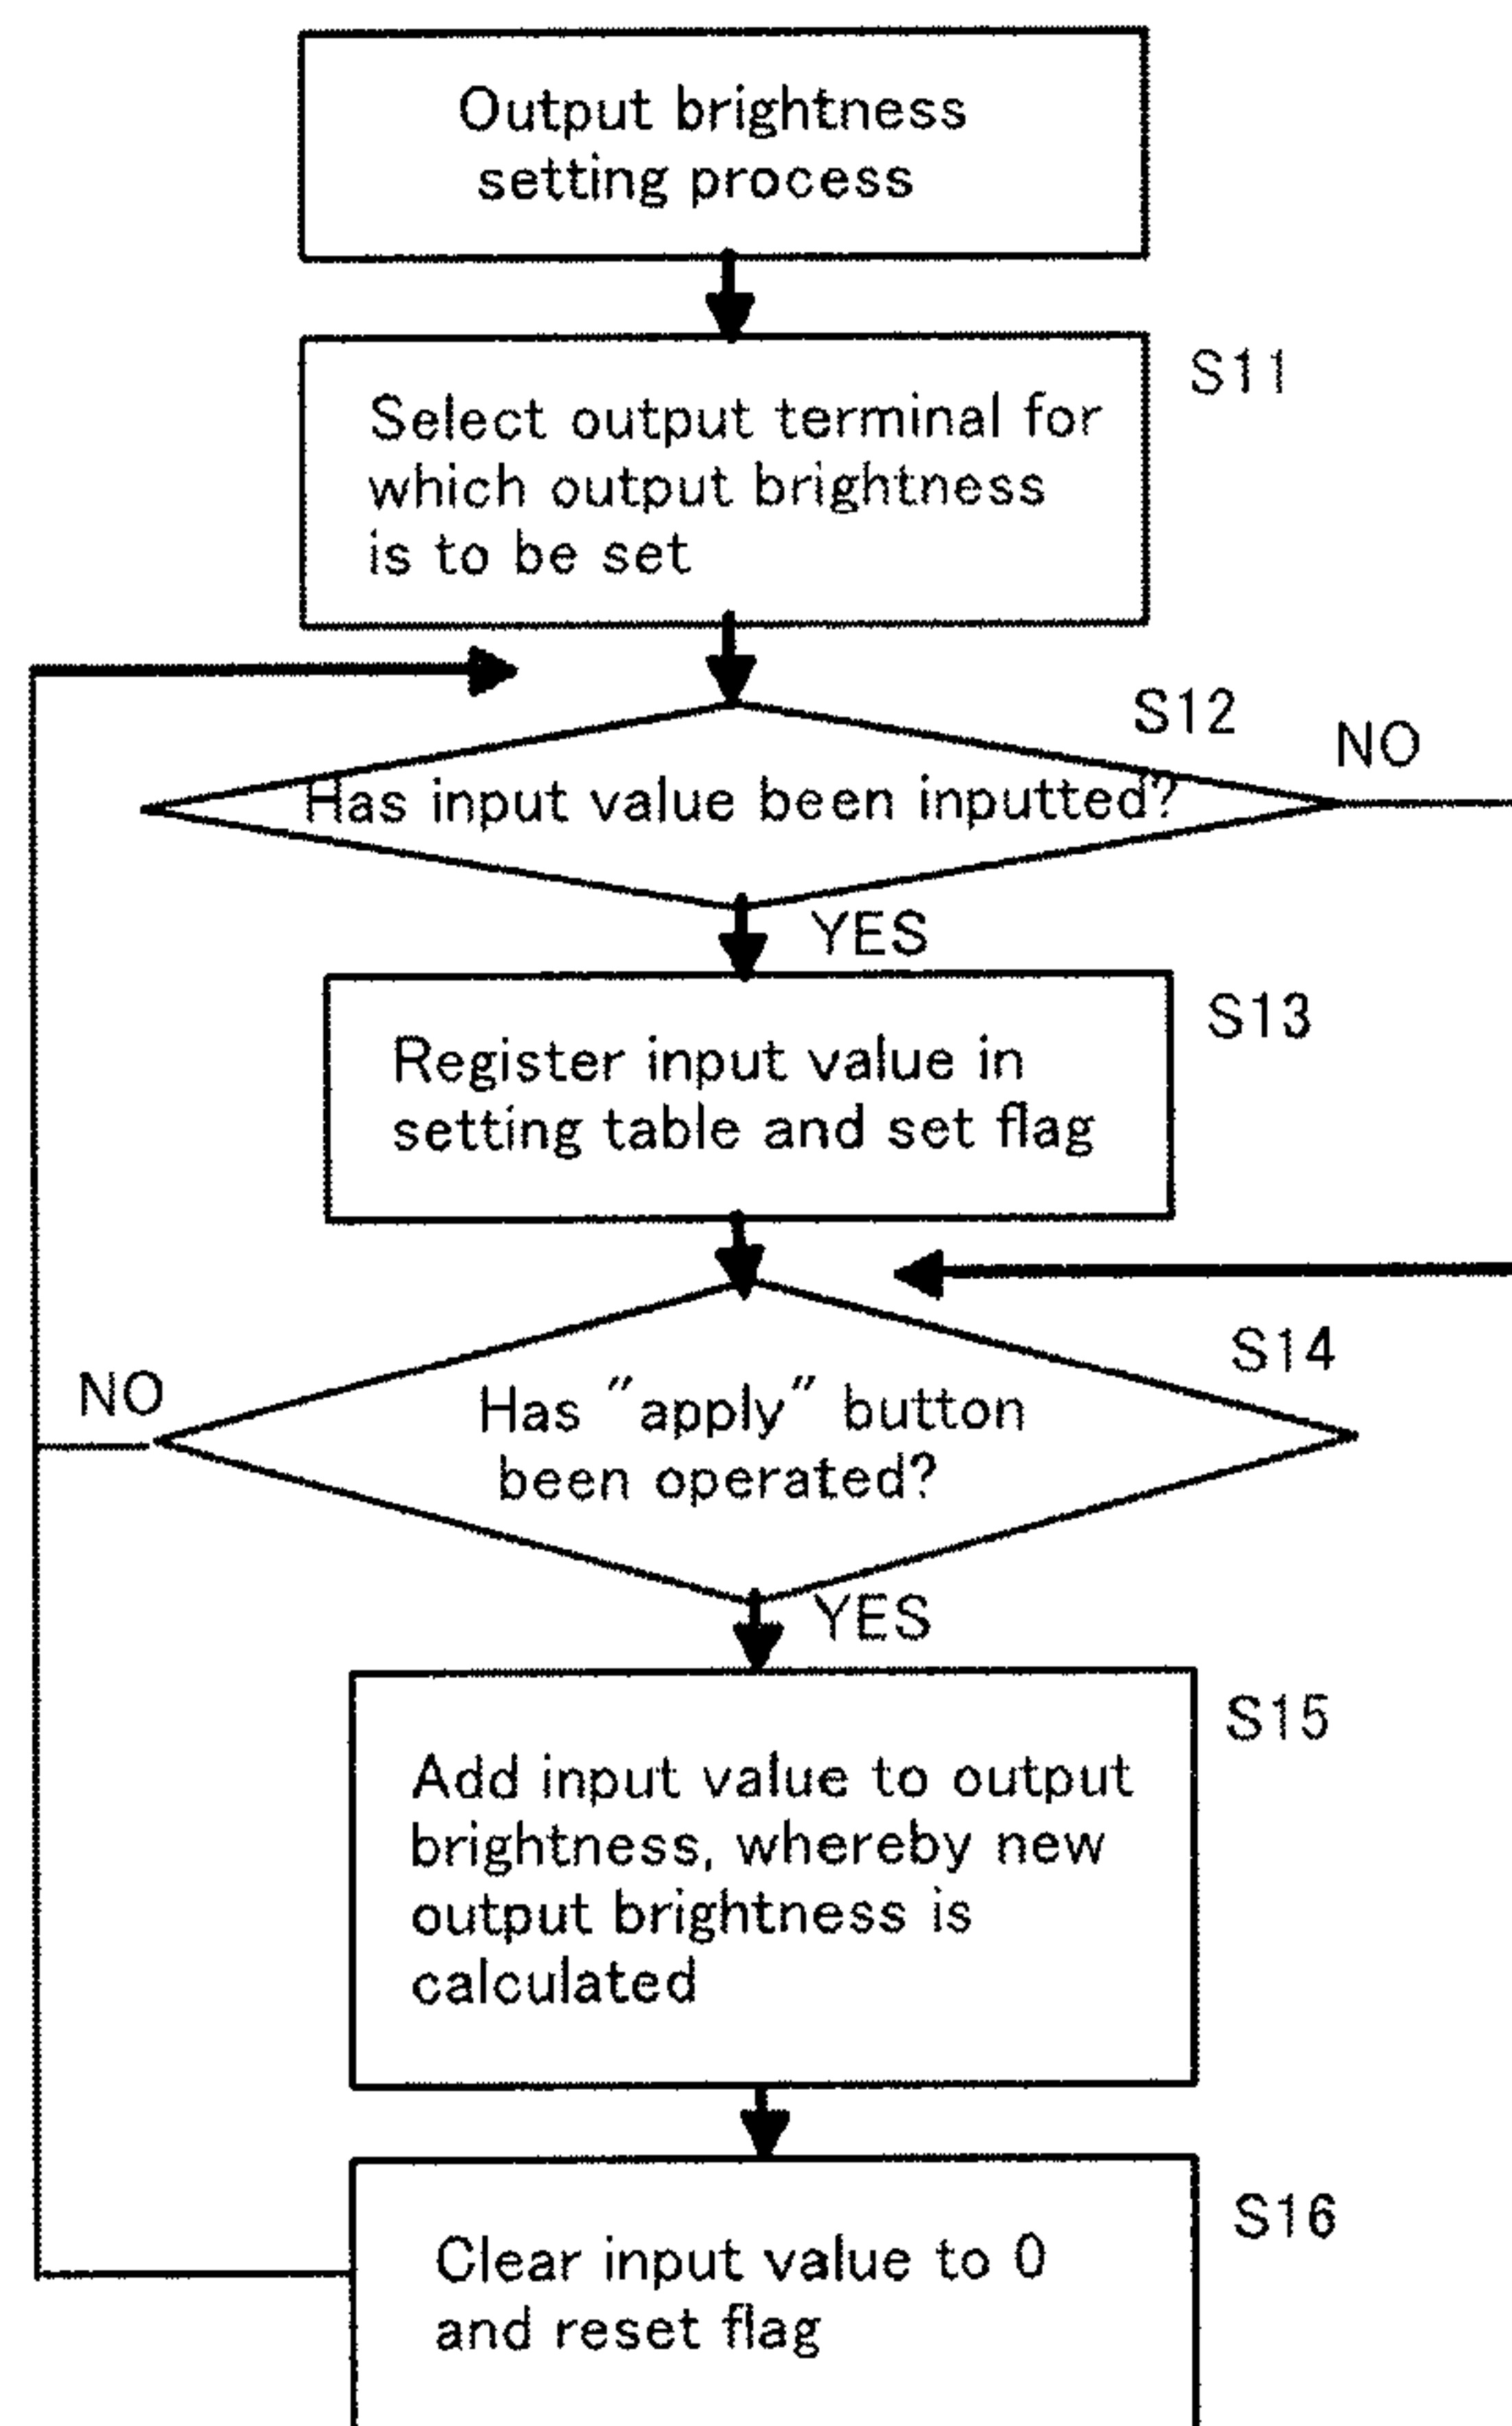 Output brightness
setting process
S11
Select output terminal for
which output brightness
is to be set
S12
NO
Has input value been inputted?
YES
S13
Register input value in
setting table and set flag
S14
NO
Has "apply" button
been operated?
YES
S15
Add input value to output
brightness, whereby new
output brightness is
calculated
S16
Clear input value to 0
and reset flag